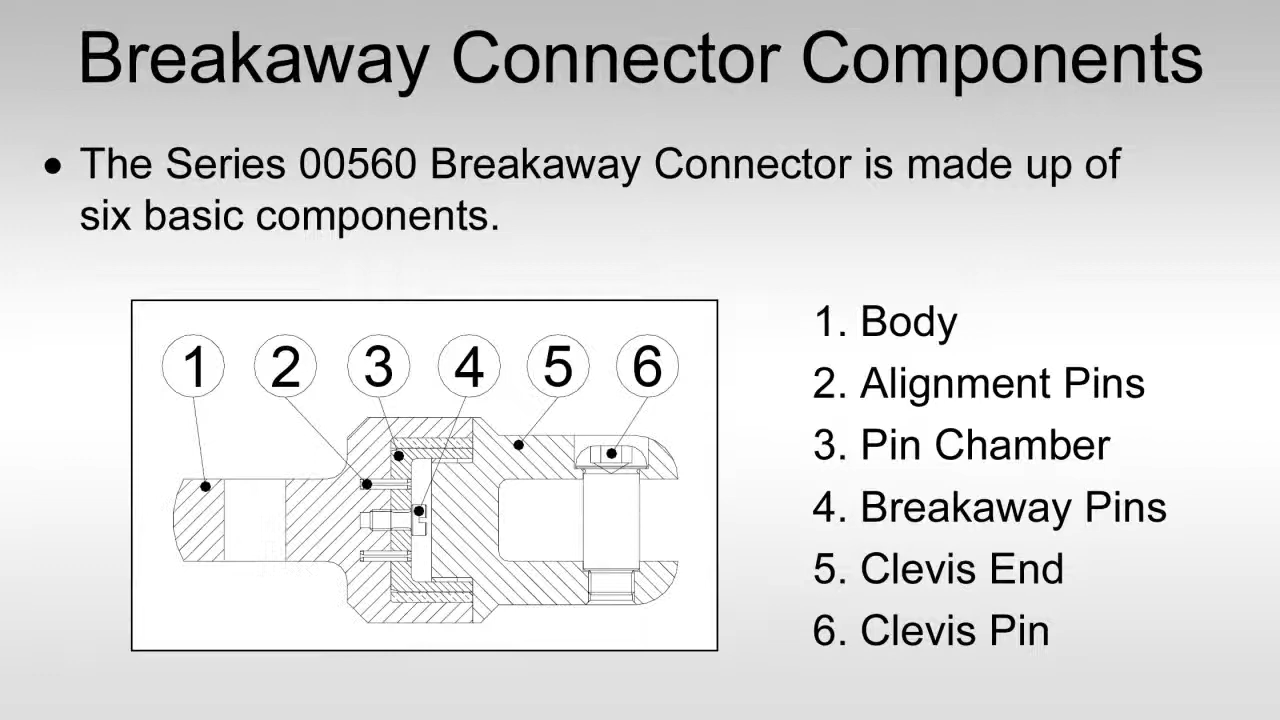 Breakaway Connector Components
• The Series 00560 Breakaway Connector is made up of
six basic components.
1 2 3 4 5 6
1. Body
2. Alignment Pins
3. Pin Chamber
4. Breakaway Pins
5. Clevis End
6. Clevis Pin